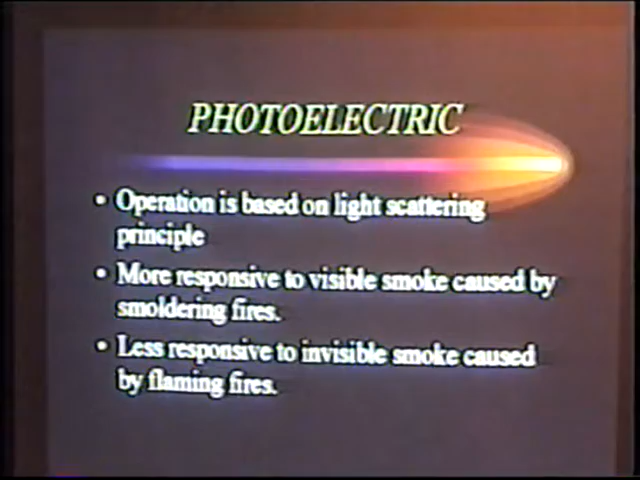 PHOTOELECTRIC
• Operation is based on light scattering
principle
• More responsive to visible smoke caused by
smoldering fires.
• Less responsive to invisible smoke caused
by flaming fires.